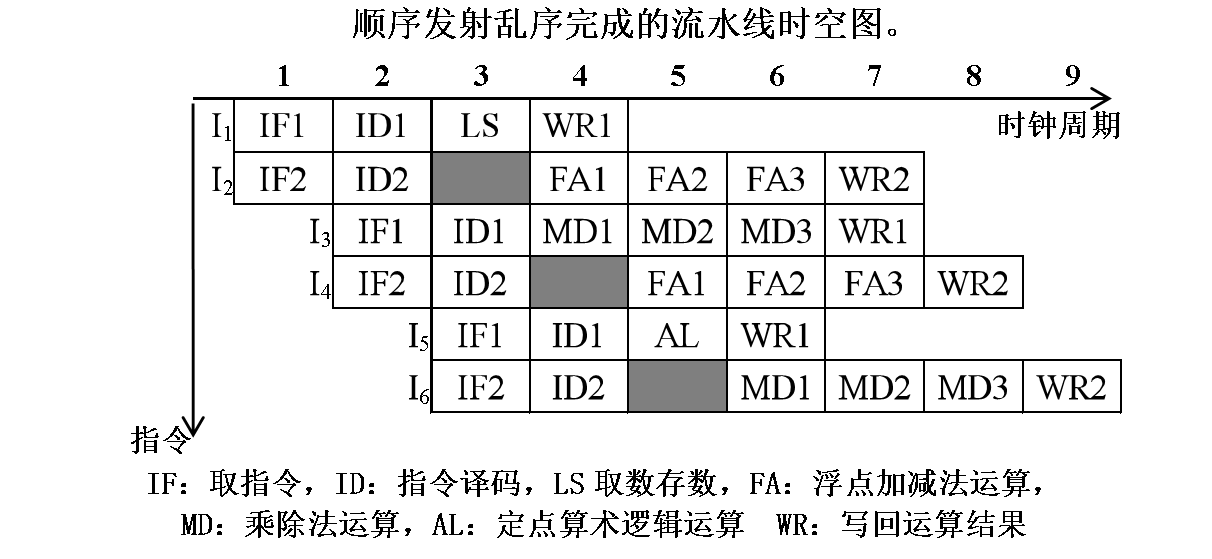 顺序发射乱序完成的流水线时空图。
1 2 3 4 5 6 7 8 9
I1 IF1 ID1 LS WR1 时钟周期
I2 IF2 ID2 FA1 FA2 FA3 WR2
I3 IF1 ID1 MD1 MD2 MD3 WR1
I4 IF2 ID2 FA1 FA2 FA3 WR2
I5 IF1 ID1 AL WR1
I6 IF2 ID2 MD1 MD2 MD3 WR2
指令
IF：取指令，ID：指令译码，LS 取数存数，FA：浮点加减法运算，
MD：乘除法运算，AL：定点算术逻辑运算 WR：写回运算结果